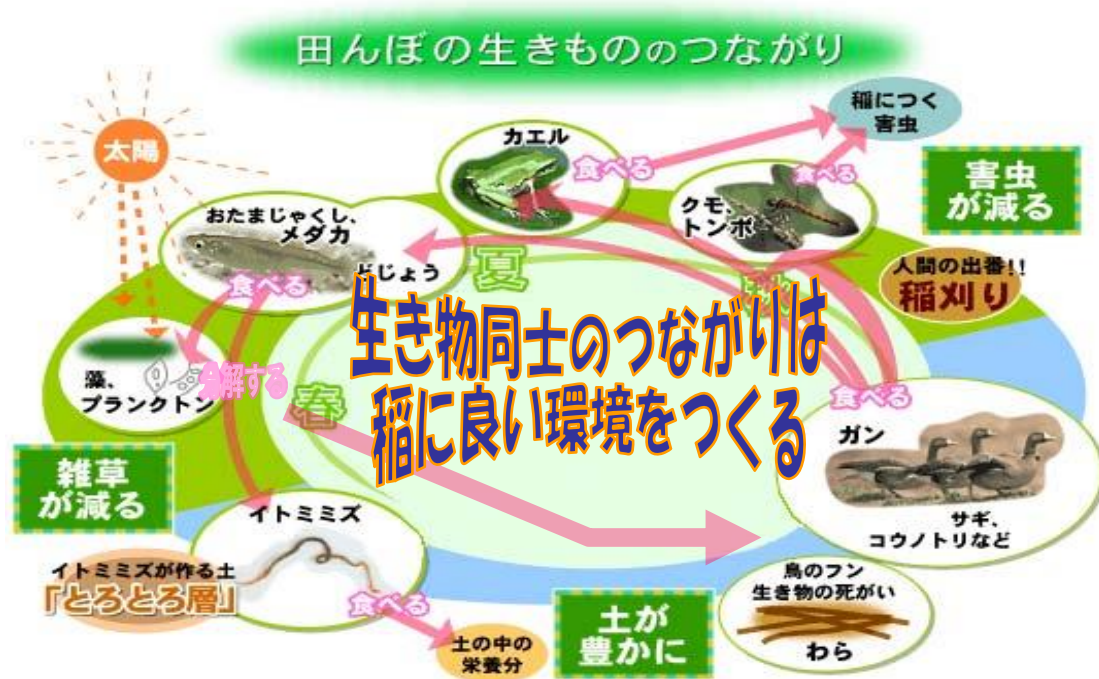 田んぼの生きもののつながり
稲につく
害虫
太陽
カエル
食べる
食べる
害虫
が減る
クモ、
トンボ
おたまじゃくし、
メダカ
どじょう
食べる
夏
人間の出番!!
稲刈り
生き物同士のつながりは
稲に良い環境をつくる
藻、
プランクトン
分解する
春
食べる
ガン
サギ、
コウノトリなど
雑草
が減る
イトミミズ
イトミミズが作る土
「とろとろ層」
食べる
土の中の
栄養分
土が
豊かに
鳥のフン
生き物の死がい
わら